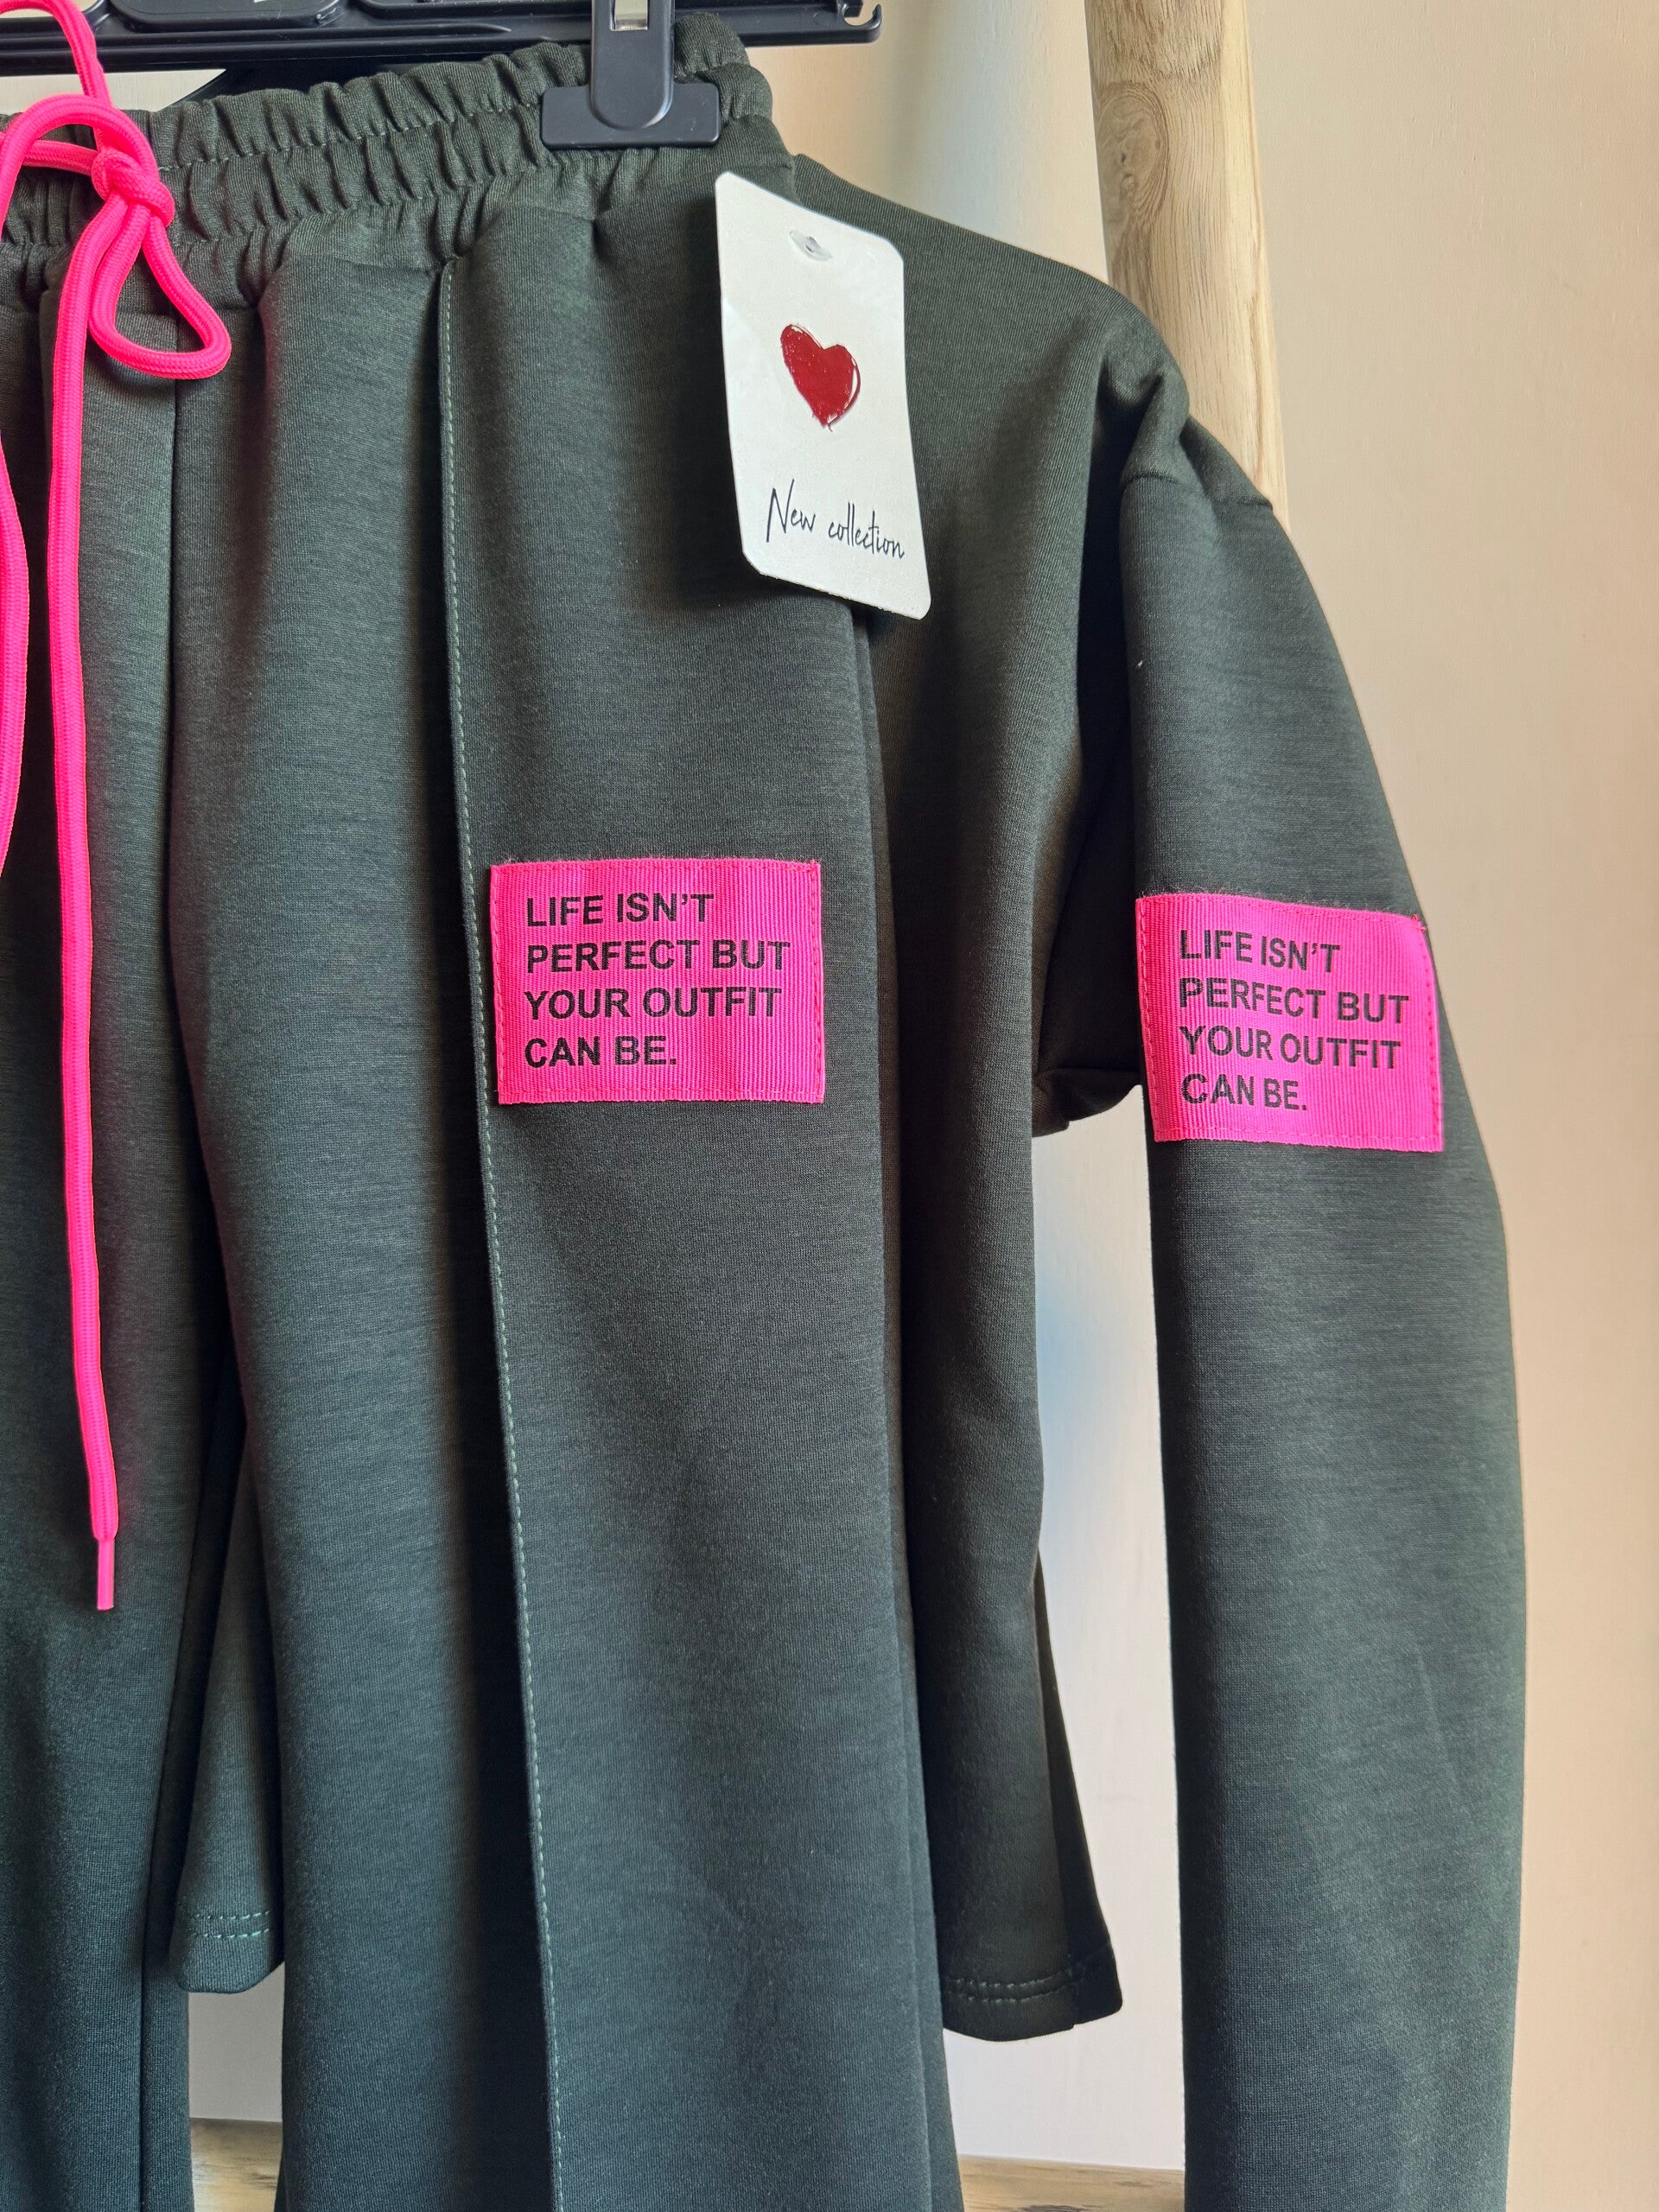 New collection
LIFE ISN'T
PERFECT BUT
YOUR OUTFIT
CAN BE.
LIFE ISN'T
PERFECT BUT
YOUR OUTFIT
CAN BE.